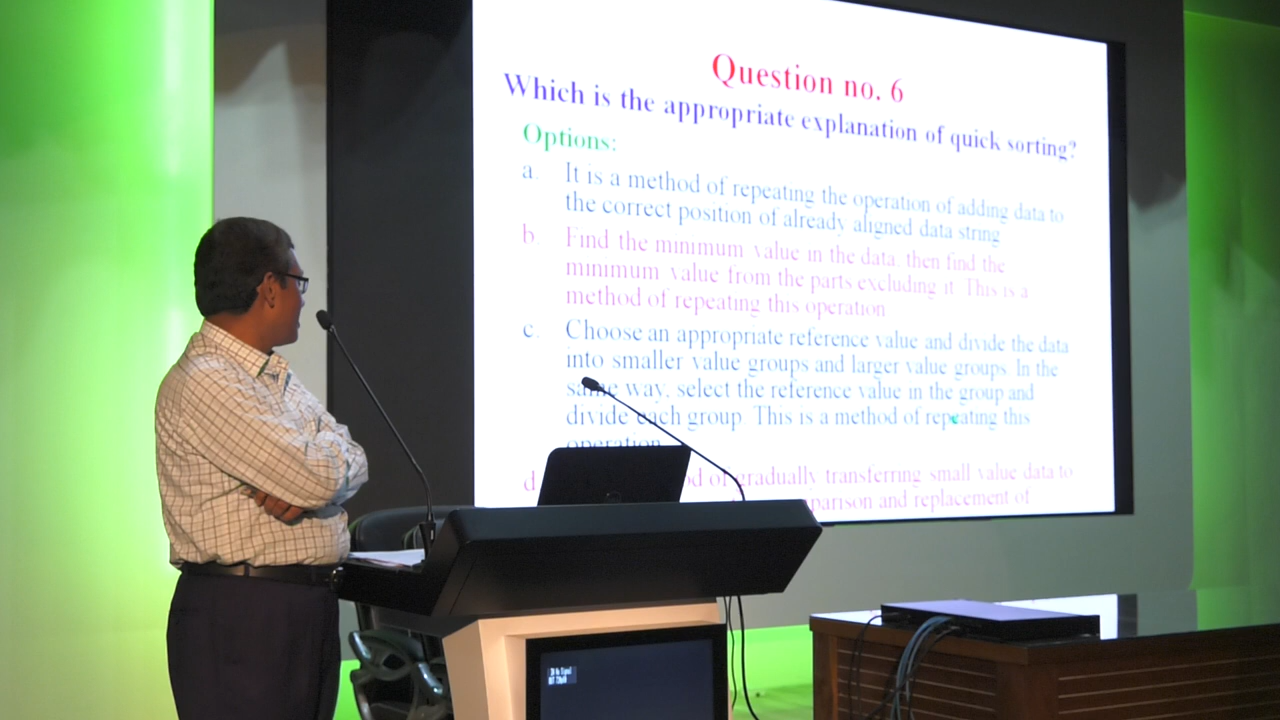 Question no. 6
Which is the appropriate explanation of quick sorting?
Options:
a. It is a method of repeating the operation of adding data to
the correct position of already aligned data string
b. Find the minimum value in the data, then find the
minimum value from the parts excluding it. This is a
method of repeating this operation
c. Choose an appropriate reference value and divide the data
into smaller value groups and larger value groups. In the
same way, select the reference value in the group and
divide each group. This is a method of repeating this
operation
d of gradually transferring small value data to
and replacement of